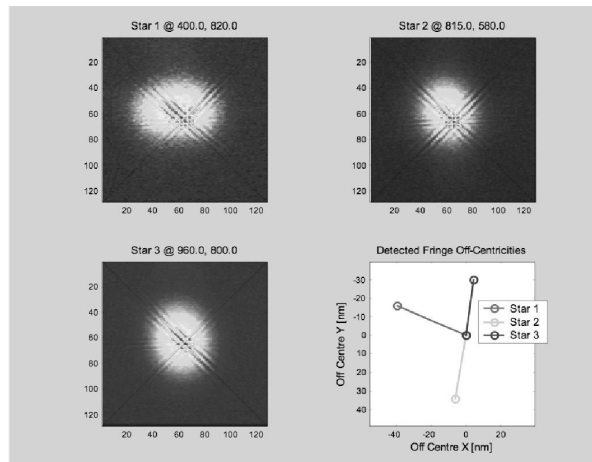 Star 1 @ 400.0, 820.0
20
40
60
80
100
120
20 40 60 80 100 120
Star 2 @ 815.0, 580.0
20
40
60
80
100
120
20 40 60 80 100 120
Star 3 @ 960.0, 800.0
20
40
60
80
100
120
20 40 60 80 100 120
Detected Fringe Off-Centricities
Off Centre Y [nm]
-30
-20
-10
0
10
20
30
40
Star 1
Star 2
Star 3
-40 -20 0 20
Off Centre X [nm]